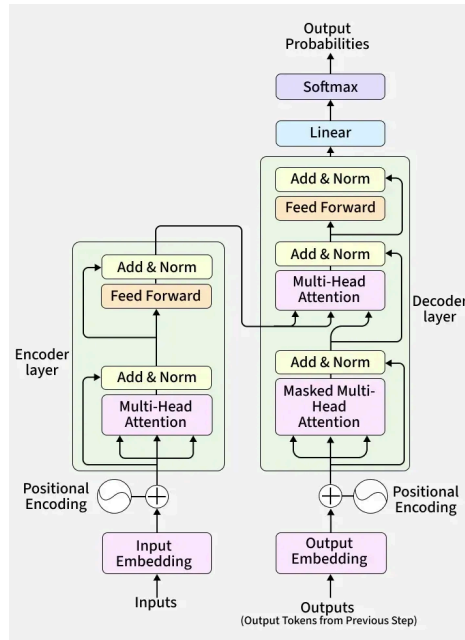 Output
Probabilities
Softmax
Linear
Add & Norm
Feed Forward
Add & Norm
Multi-Head
Attention
Decoder
layer
Add & Norm
Masked Multi-
Head
Attention
Positional
Encoding
Output
Embedding
Outputs
(Output Tokens from Previous Step)
Add & Norm
Feed Forward
Encoder
layer
Add & Norm
Multi-Head
Attention
Positional
Encoding
Input
Embedding
Inputs